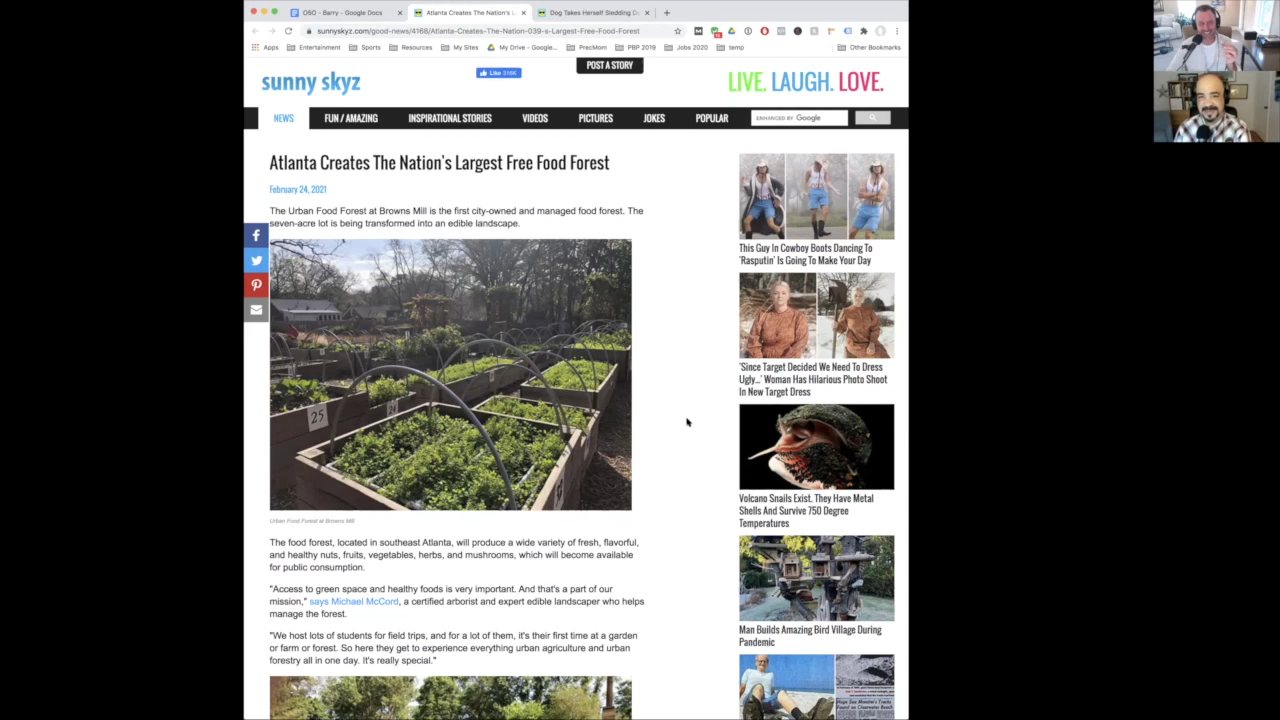 OSO - Barry - Google Docs
Atlanta Creates The Nation's L
Dog Takes Herself Sledding D
sunnyskyz.com/good-news/4168/Atlanta-Creates-The-Nation-039-s-Largest-Free-Food-Forest
Apps Entertainment Sports Resources My Sites My Drive - Google... PrecMom PBP 2019 Jobs 2020 temp Other Bookmarks
sunny skyz
Like 316K
POST A STORY
LIVE. LAUGH. LOVE.
NEWS FUN / AMAZING INSPIRATIONAL STORIES VIDEOS PICTURES JOKES POPULAR ENHANCED BY Google
Atlanta Creates The Nation's Largest Free Food Forest
February 24, 2021
The Urban Food Forest at Browns Mill is the first city-owned and managed food forest. The
seven-acre lot is being transformed into an edible landscape.
25
Urban Food Forest at Browns Mill
The food forest, located in southeast Atlanta, will produce a wide variety of fresh, flavorful,
and healthy nuts, fruits, vegetables, herbs, and mushrooms, which will become available
for public consumption.
"Access to green space and healthy foods is very important. And that's a part of our
mission," says Michael McCord, a certified arborist and expert edible landscaper who helps
manage the forest.
"We host lots of students for field trips, and for a lot of them, it's their first time at a garden
or farm or forest. So here they get to experience everything urban agriculture and urban
forestry all in one day. It's really special."
This Guy In Cowboy Boots Dancing To
'Rasputin' Is Going To Make Your Day
'Since Target Decided We Need To Dress
Ugly...' Woman Has Hilarious Photo Shoot
In New Target Dress
Volcano Snails Exist. They Have Metal
Shells And Survive 750 Degree
Temperatures
Man Builds Amazing Bird Village During
Pandemic